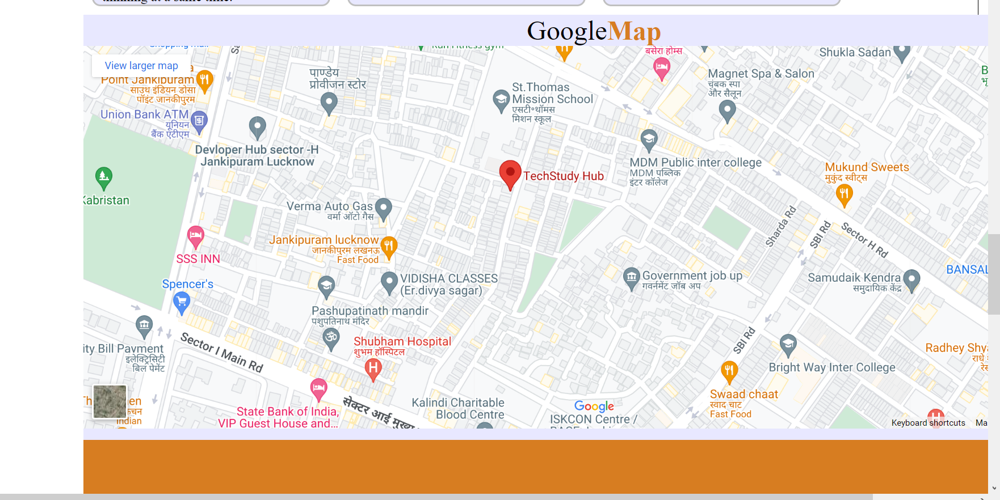 thinking at a same time.
GoogleMap
View larger map
Point Jankipuram
साउथ इंडियन डोसा
पॉइंट जानकीपुरम
Union Bank ATM
यूनियन
बैंक एटीएम
पाण्डेय
प्रोवीजन स्टोर
Devloper Hub sector -H
Jankipuram Lucknow
St.Thomas
Mission School
एसटी॰थॉमस
मिशन स्कूल
बसेरा होम्स
Magnet Spa & Salon
चुंबक स्पा
और सैलून
Shukla Sadan
MDM Public inter college
MDM पब्लिक
इंटर कॉलेज
TechStudy Hub
Mukund Sweets
मुकुंद स्वीट्स
Kabristan
Verma Auto Gas
वर्मा ऑटो गैस
Jankipuram lucknow
जानकीपुरम लखनऊ
Fast Food
SSS INN
Spencer's
VIDISHA CLASSES
(Er.divya sagar)
Sharda Rd
SBI Rd
Sector H Rd
Government job up
गवर्नमेंट जॉब अप
Samudaik Kendra
समुदायिक केंद्र
BANSAL
Pashupatinath mandir
पशुपतिनाथ मंदिर
Shubham Hospital
शुभम हॉस्पिटल
Sector I Main Rd
ity Bill Payment
इलेक्ट्रिसिटी
बिल पेमेंट
SBI Rd
Bright Way Inter College
Radhey Shya
Swaad chaat
स्वाद चाट
Fast Food
Indian
State Bank of India,
VIP Guest House and...
सेक्टर आई मुख्य
Kalindi Charitable
Blood Centre
Google
ISKCON Centre /
Keyboard shortcuts
Ma